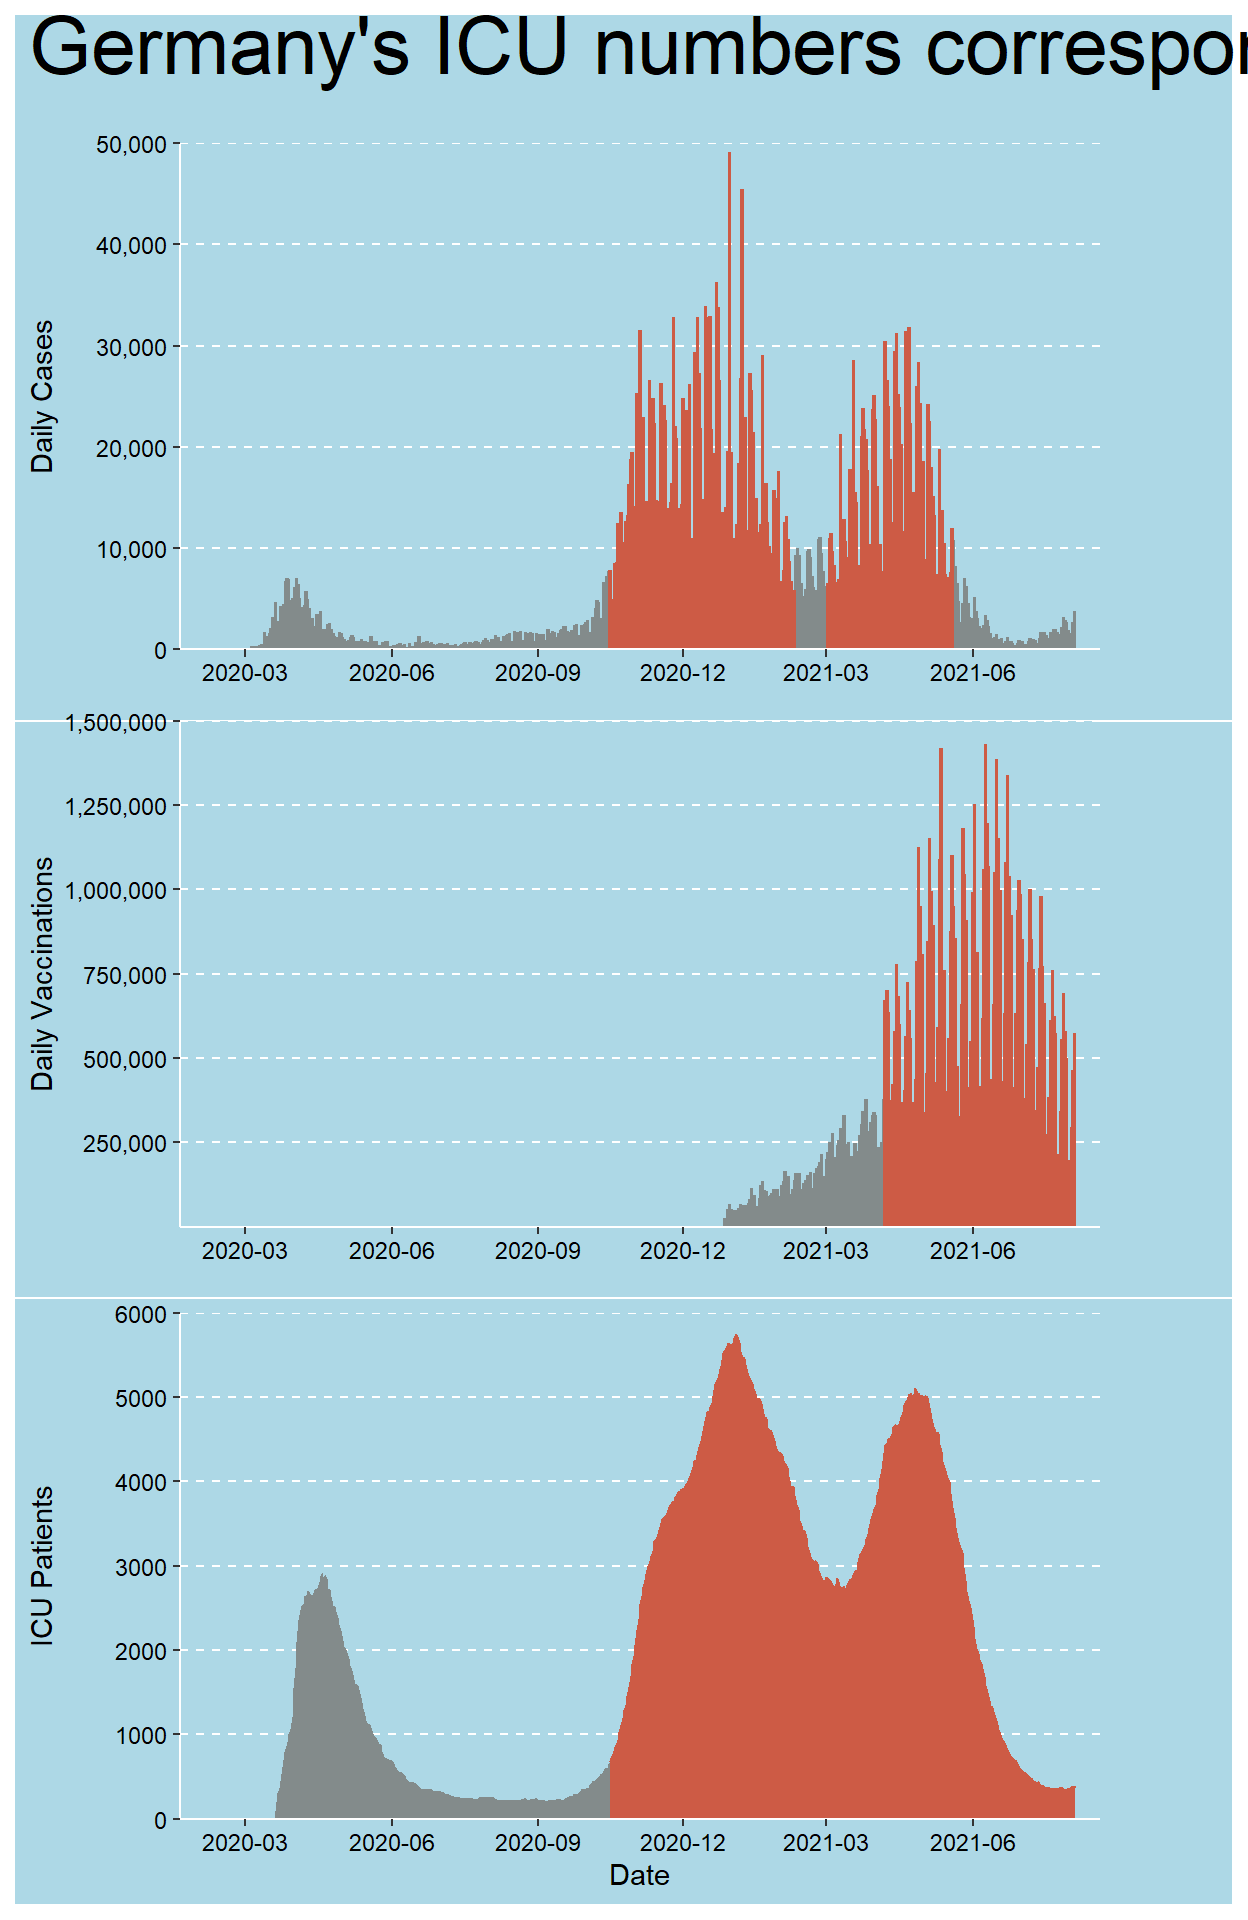 Germany's ICU numbers correspon
Daily Cases
50,000
40,000
30,000
20,000
10,000
0
2020-03 2020-06 2020-09 2020-12 2021-03 2021-06
Daily Vaccinations
1,500,000
1,250,000
1,000,000
750,000
500,000
250,000
2020-03 2020-06 2020-09 2020-12 2021-03 2021-06
ICU Patients
6000
5000
4000
3000
2000
1000
0
2020-03 2020-06 2020-09 2020-12 2021-03 2021-06
Date